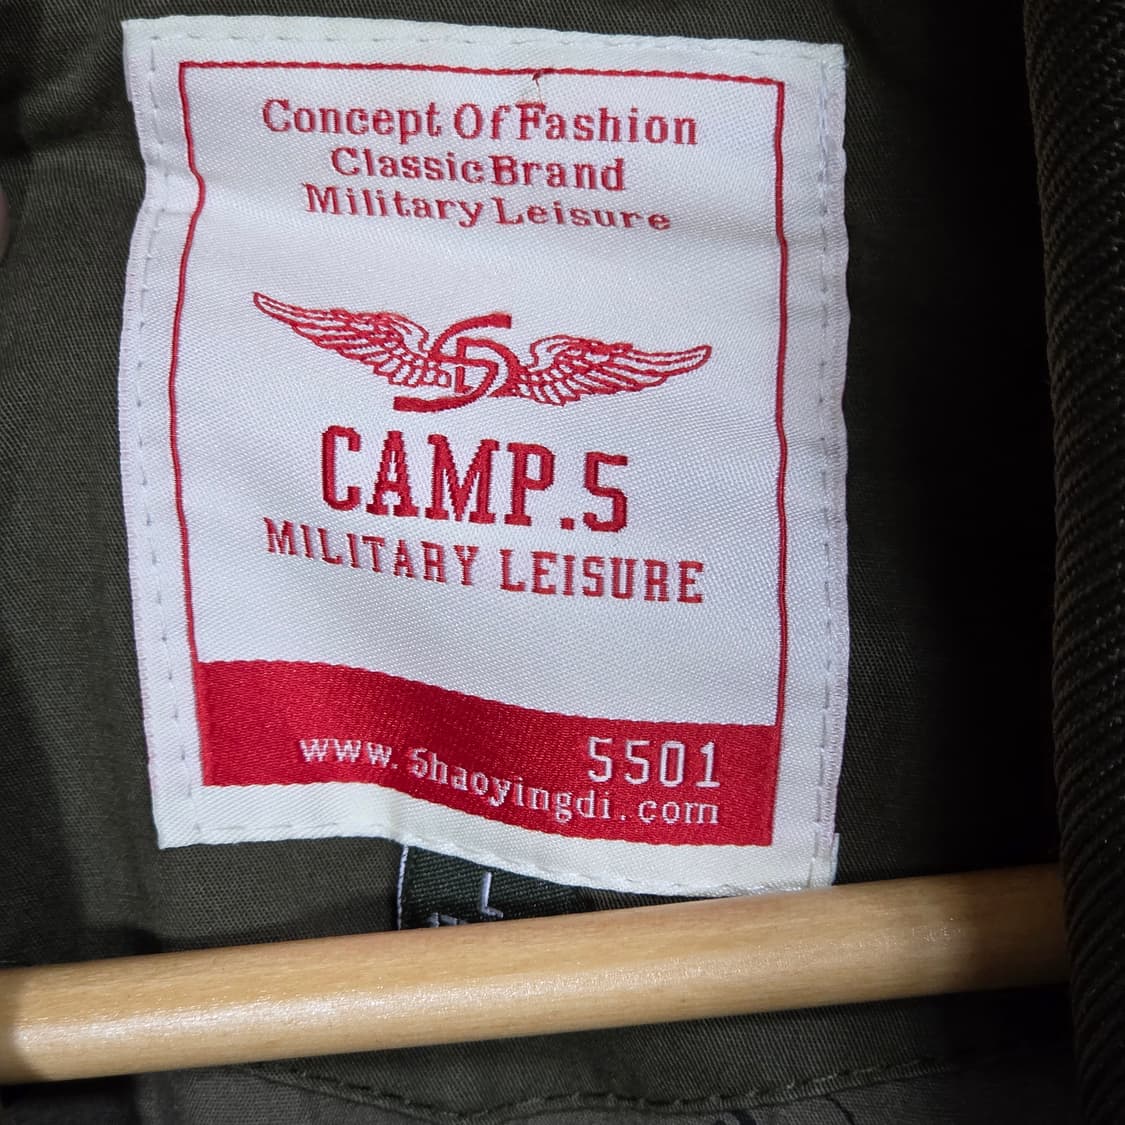 Concept Of Fashion
Classic Brand
Military Leisure
CAMP.5
MILITARY LEISURE
5501
www.5haoyingdi.com
L